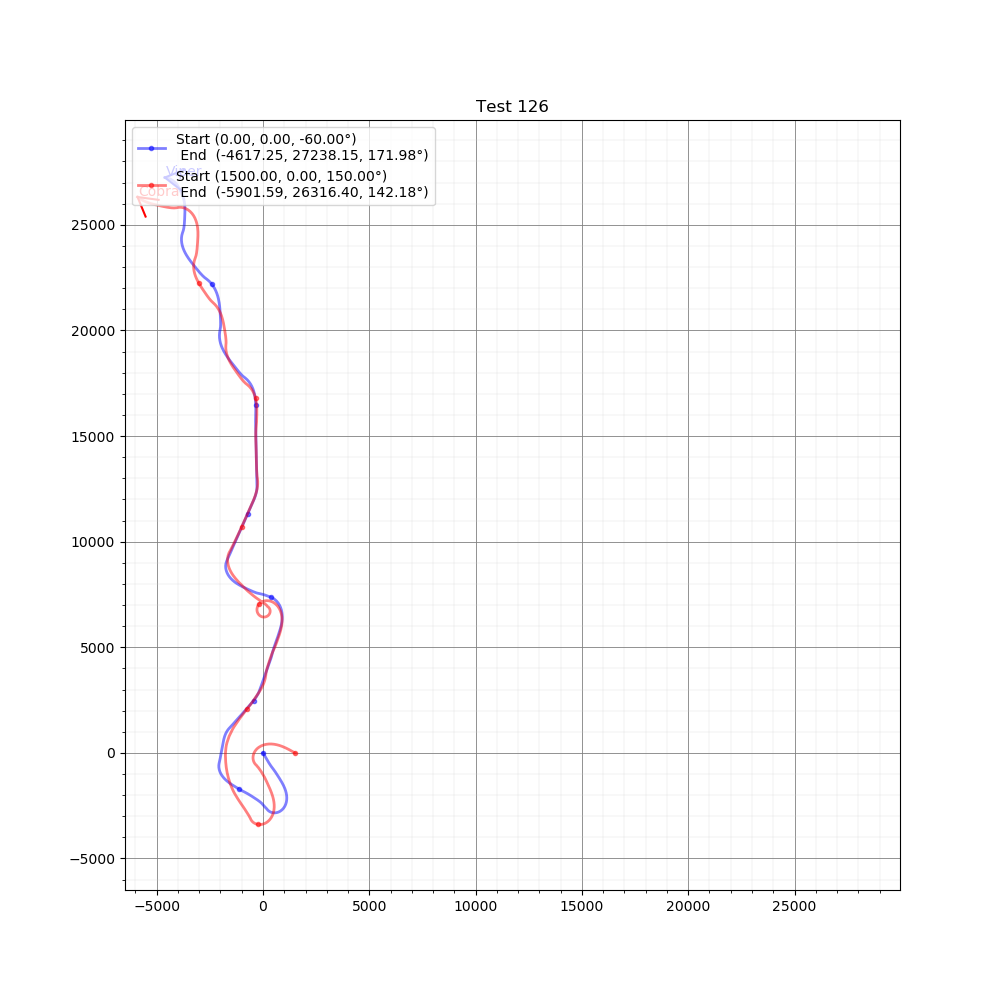 Test 126
Start (0.00, 0.00, -60.00°)
End (-4617.25, 27238.15, 171.98°)
Start (1500.00, 0.00, 150.00°)
End (-5901.59, 26316.40, 142.18°)
Viper
Cobra
25000
20000
15000
10000
5000
0
−5000
−5000 0 5000 10000 15000 20000 25000